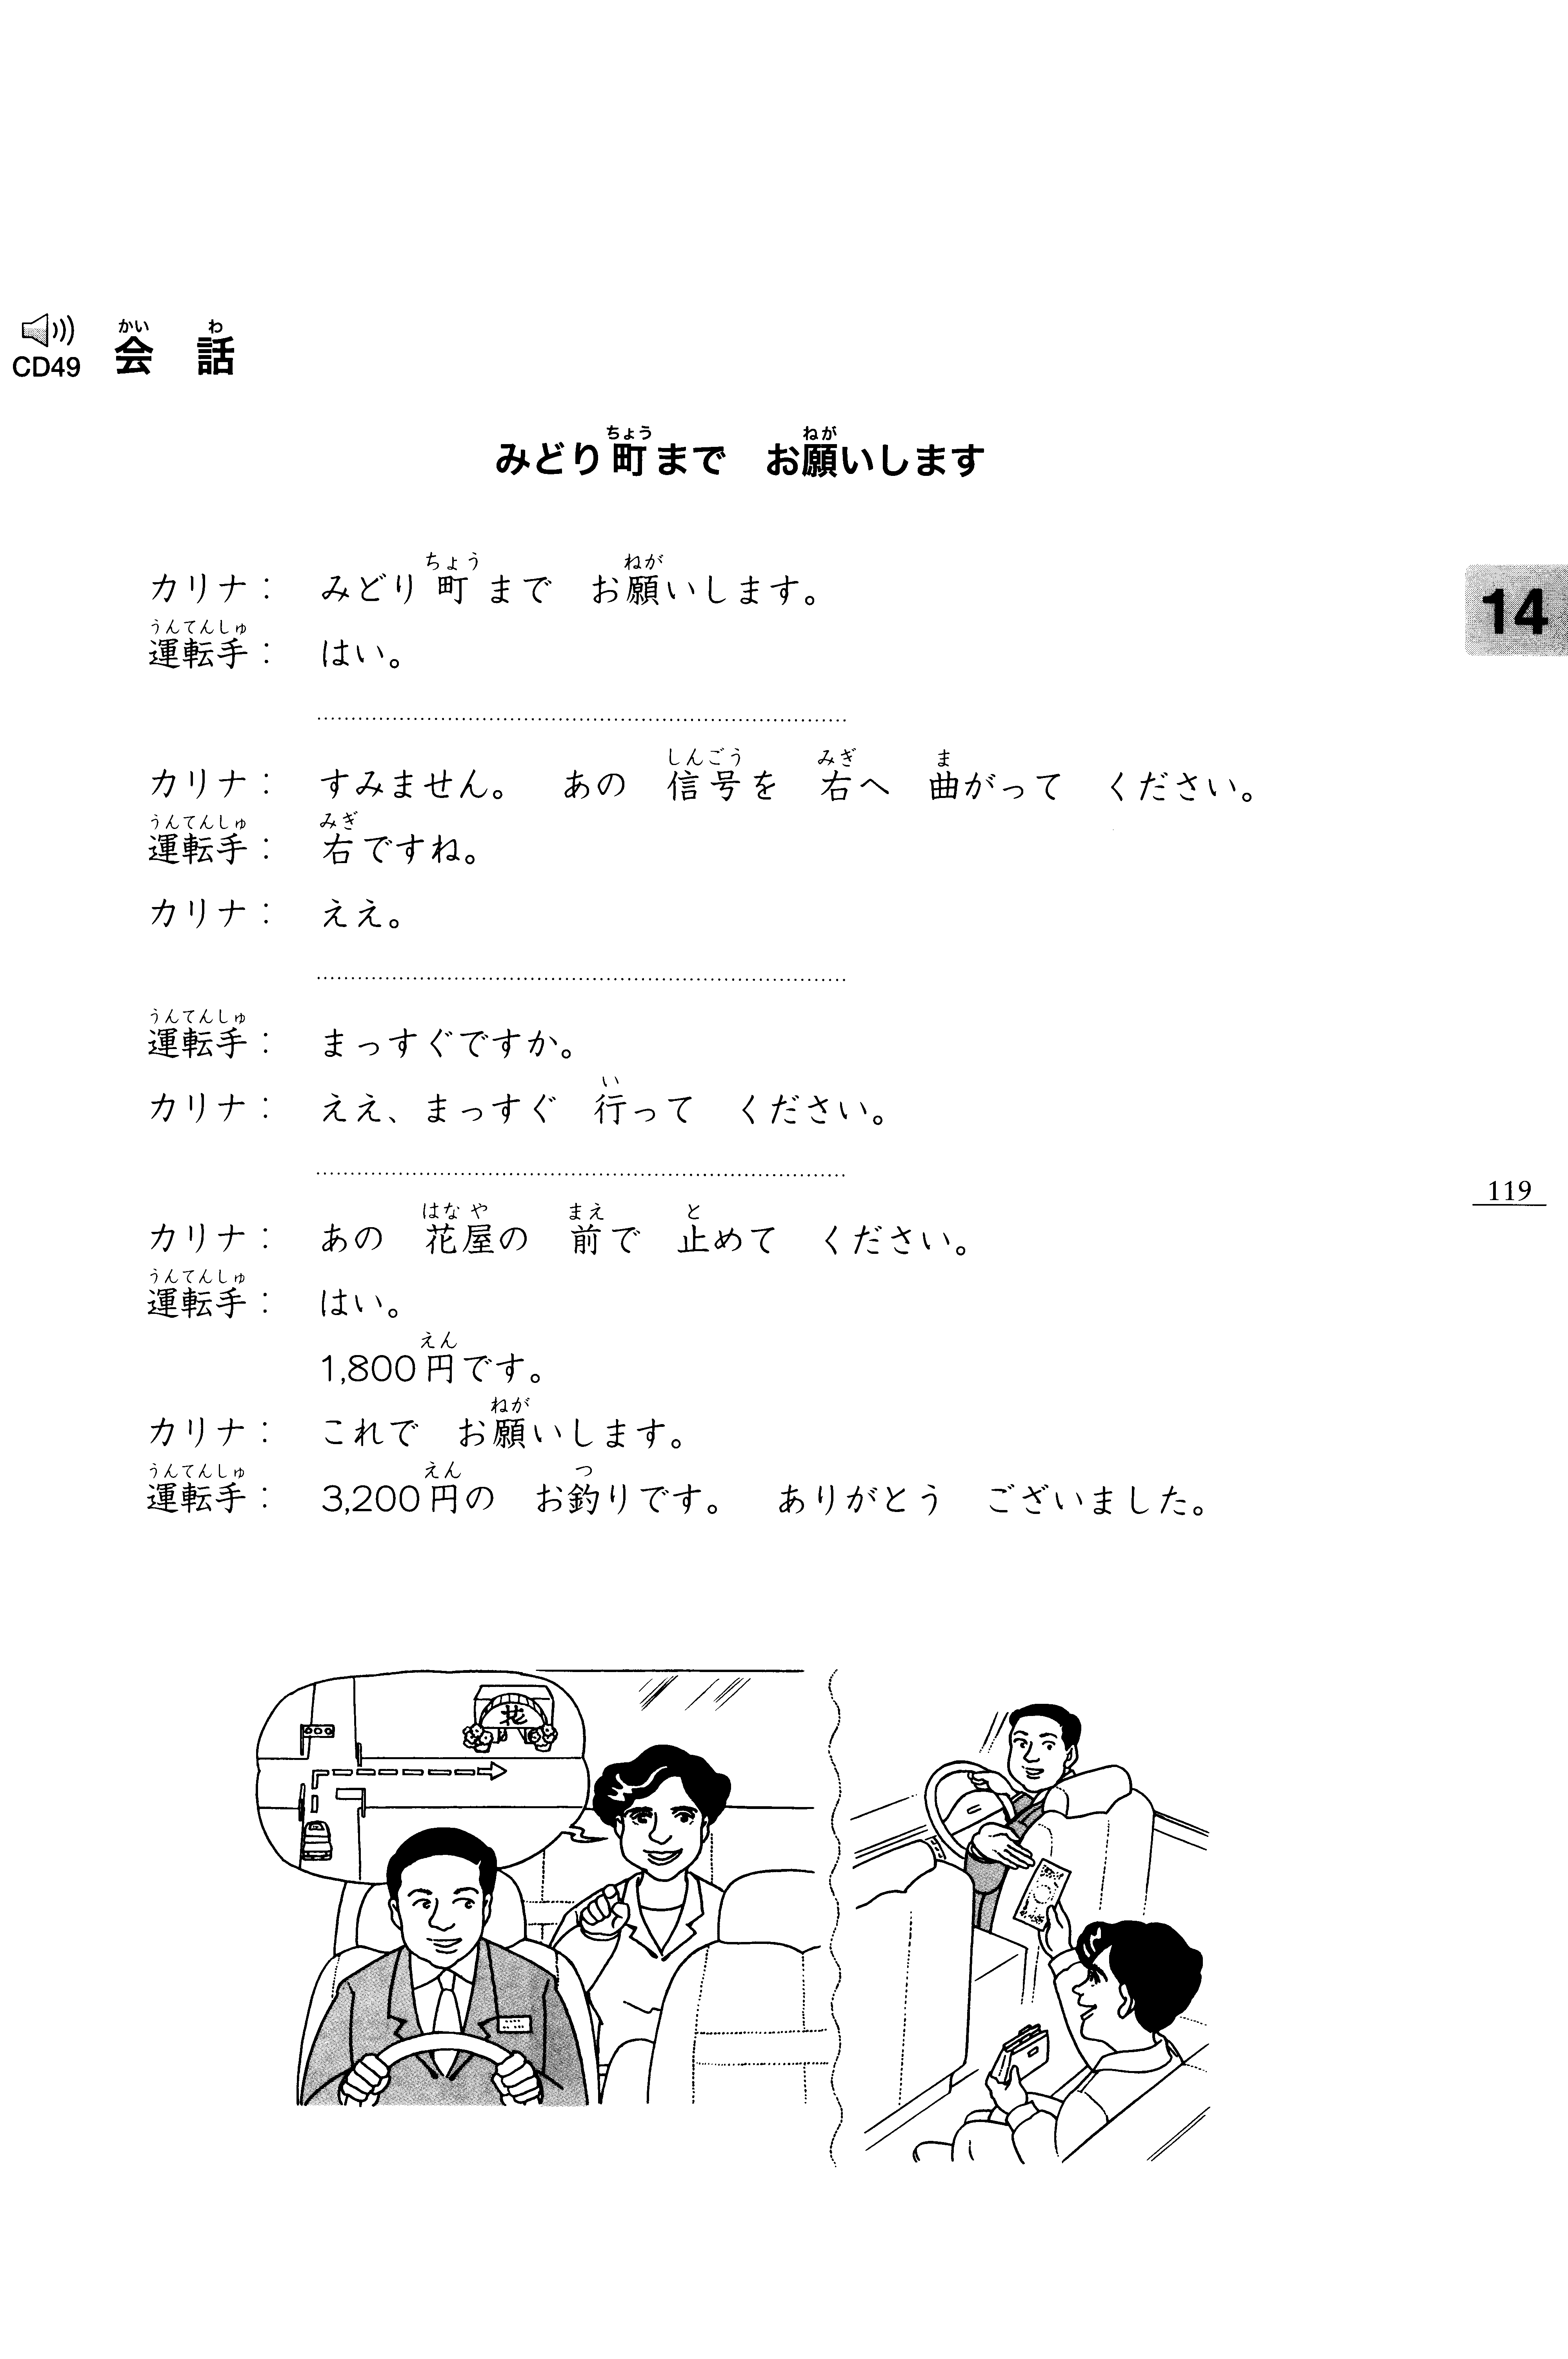 CD49 会 話
みどり町まで お願いします
カリナ： みどり町まで お願いします。
運転手： はい。
カリナ： すみません。 あの 信号を 右へ 曲がって ください。
運転手： 右ですね。
カリナ： ええ。
運転手： まっすぐですか。
カリナ： ええ、まっすぐ 行って ください。
カリナ： あの 花屋の 前で 止めて ください。
運転手： はい。
1,800円です。
カリナ： これで お願いします。
運転手： 3,200円の お釣りです。 ありがとう ございました。
14
119
花